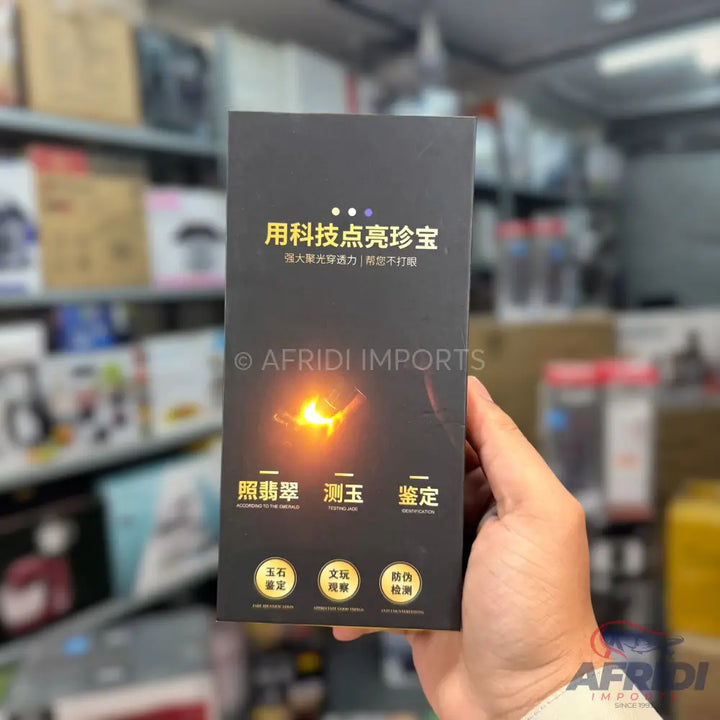 用科技点亮珍宝
强大聚光穿透力 | 帮您不打眼
© AFRIDI IMPORTS
照翡翠 测玉 鉴定
ACCORDING TO THE EMERALD TESTING JADE IDENTIFICATION
玉石 文玩 防伪
鉴定 观察 检测
AFRIDI
IMPORTS